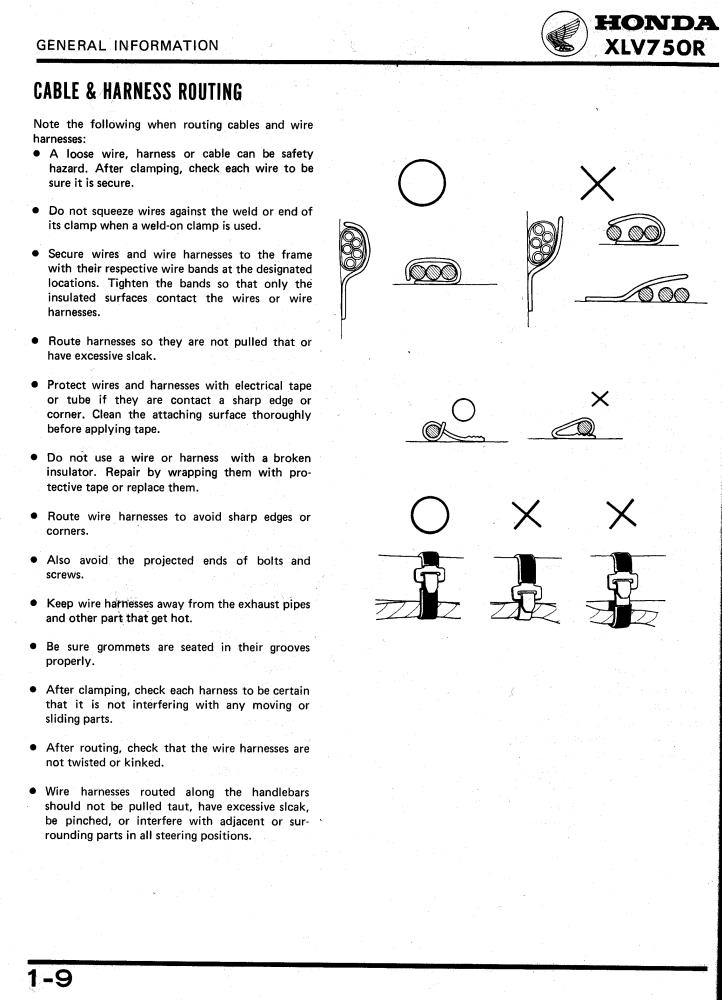 GENERAL INFORMATION
HONDA
XLV750R
CABLE & HARNESS ROUTING
Note the following when routing cables and wire
harnesses:
● A loose wire, harness or cable can be safety
hazard. After clamping, check each wire to be
sure it is secure.
● Do not squeeze wires against the weld or end of
its clamp when a weld-on clamp is used.
● Secure wires and wire harnesses to the frame
with their respective wire bands at the designated
locations. Tighten the bands so that only the
insulated surfaces contact the wires or wire
harnesses.
● Route harnesses so they are not pulled that or
have excessive slcak.
● Protect wires and harnesses with electrical tape
or tube if they are contact a sharp edge or
corner. Clean the attaching surface thoroughly
before applying tape.
● Do not use a wire or harness with a broken
insulator. Repair by wrapping them with pro-
tective tape or replace them.
● Route wire harnesses to avoid sharp edges or
corners.
● Also avoid the projected ends of bolts and
screws.
● Keep wire harnesses away from the exhaust pipes
and other part that get hot.
● Be sure grommets are seated in their grooves
properly.
● After clamping, check each harness to be certain
that it is not interfering with any moving or
sliding parts.
● After routing, check that the wire harnesses are
not twisted or kinked.
● Wire harnesses routed along the handlebars
should not be pulled taut, have excessive slcak,
be pinched, or interfere with adjacent or sur-
rounding parts in all steering positions.
1-9